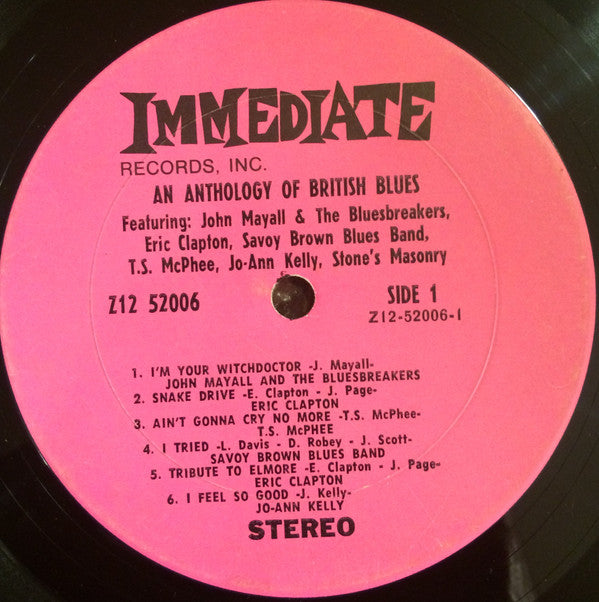 IMMEDIATE
RECORDS, INC.
AN ANTHOLOGY OF BRITISH BLUES
Featuring: John Mayall & The Bluesbreakers,
Eric Clapton, Savoy Brown Blues Band,
T.S. McPhee, Jo-Ann Kelly, Stone's Masonry
Z12 52006
SIDE 1
Z12-52006-1
1. I'M YOUR WITCHDOCTOR -J. Mayall-
JOHN MAYALL AND THE BLUESBREAKERS
2. SNAKE DRIVE -E. Clapton - J. Page-
ERIC CLAPTON
3. AIN'T GONNA CRY NO MORE -T.S. McPHEE-
T.S. McPHEE
4. I TRIED -L. Davis - D. Robey - J. Scott-
SAVOY BROWN BLUES BAND
5. TRIBUTE TO ELMORE -E. Clapton - J. Page-
ERIC CLAPTON
6. I FEEL SO GOOD -J. Kelly-
JO-ANN KELLY
STEREO